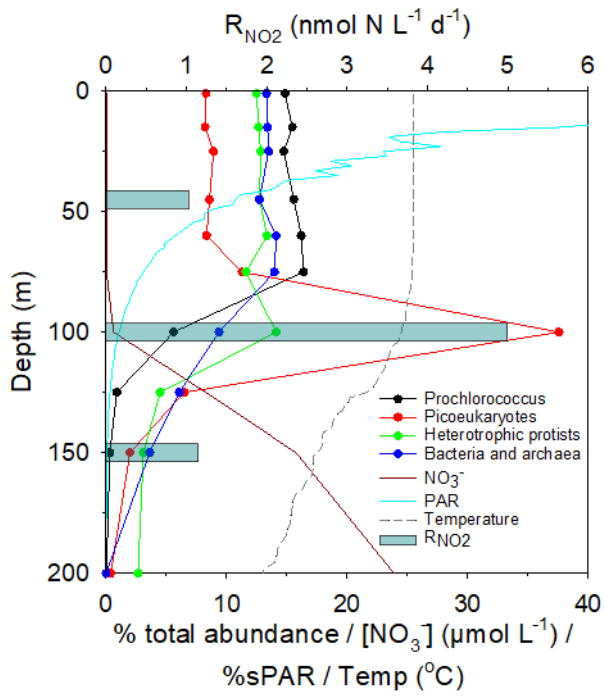 R_NO2 (nmol N L⁻¹ d⁻¹)
0 1 2 3 4 5 6
0
50
100
150
200
Depth (m)
Prochlorococcus
Picoeukaryotes
Heterotrophic protists
Bacteria and archaea
NO₃⁻
PAR
Temperature
R_NO2
0 10 20 30 40
% total abundance / [NO₃⁻] (μmol L⁻¹) /
%sPAR / Temp (°C)